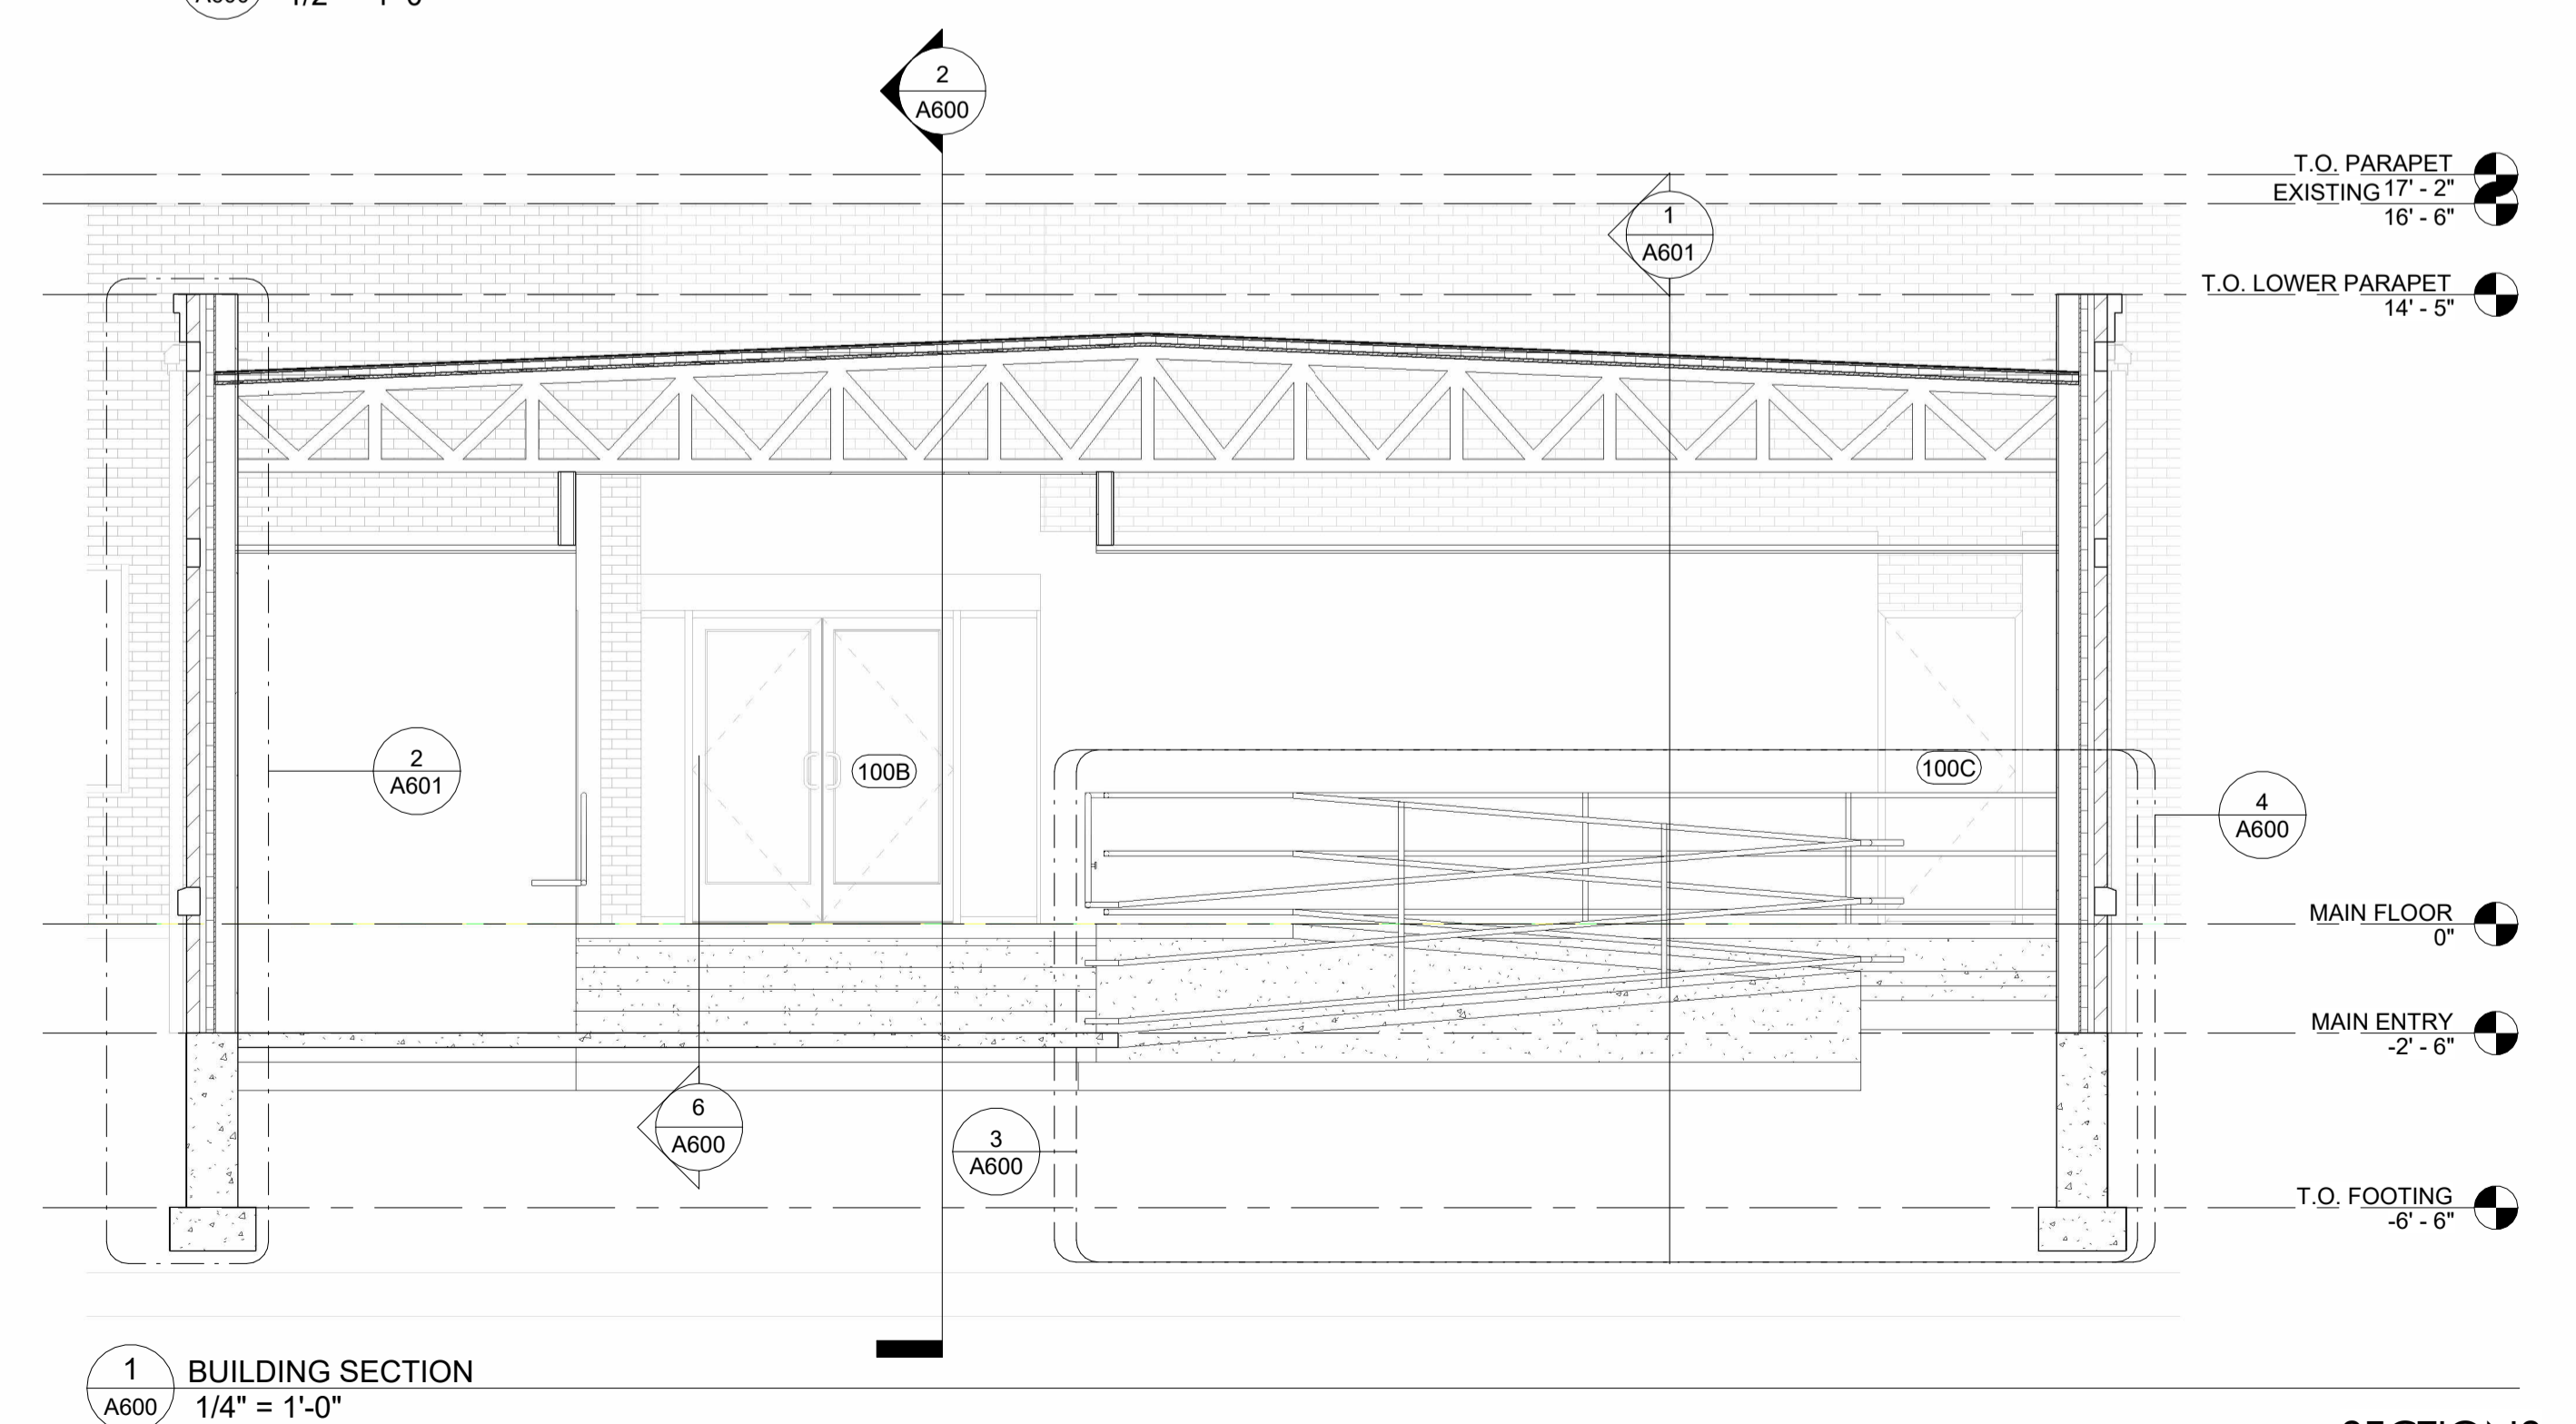 2
A600
T.O. PARAPET
17' - 2"
EXISTING
16' - 6"
1
A601
T.O. LOWER PARAPET
14' - 5"
2
A601
100B
100C
4
A600
MAIN FLOOR
0"
MAIN ENTRY
-2' - 6"
6
A600
3
A600
T.O. FOOTING
-6' - 6"
1
A600
BUILDING SECTION
1/4" = 1'-0"